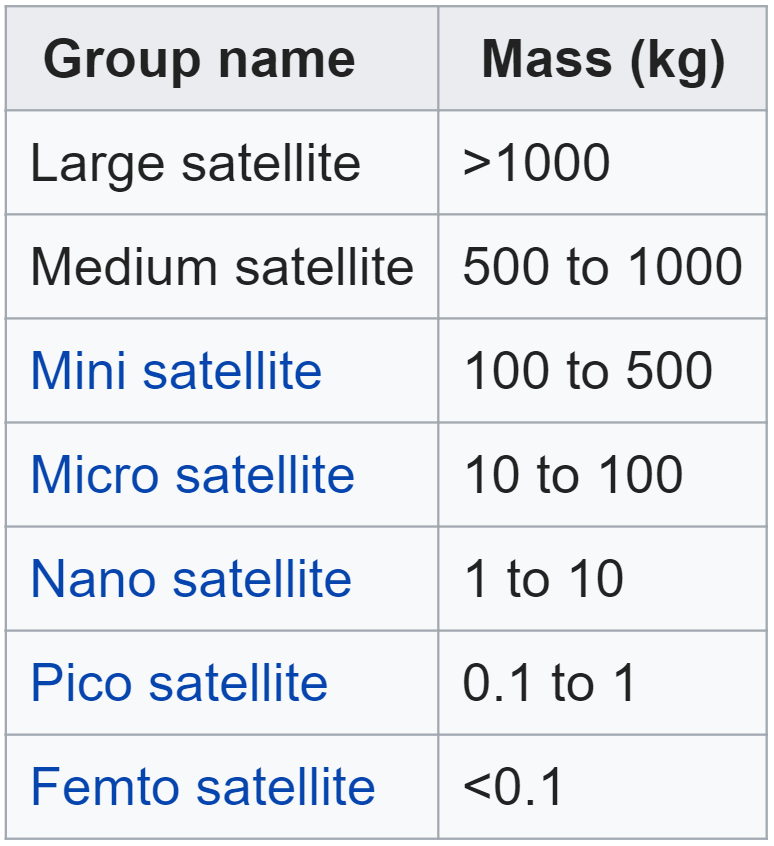 Group name Mass (kg)
Large satellite >1000
Medium satellite 500 to 1000
Mini satellite 100 to 500
Micro satellite 10 to 100
Nano satellite 1 to 10
Pico satellite 0.1 to 1
Femto satellite <0.1